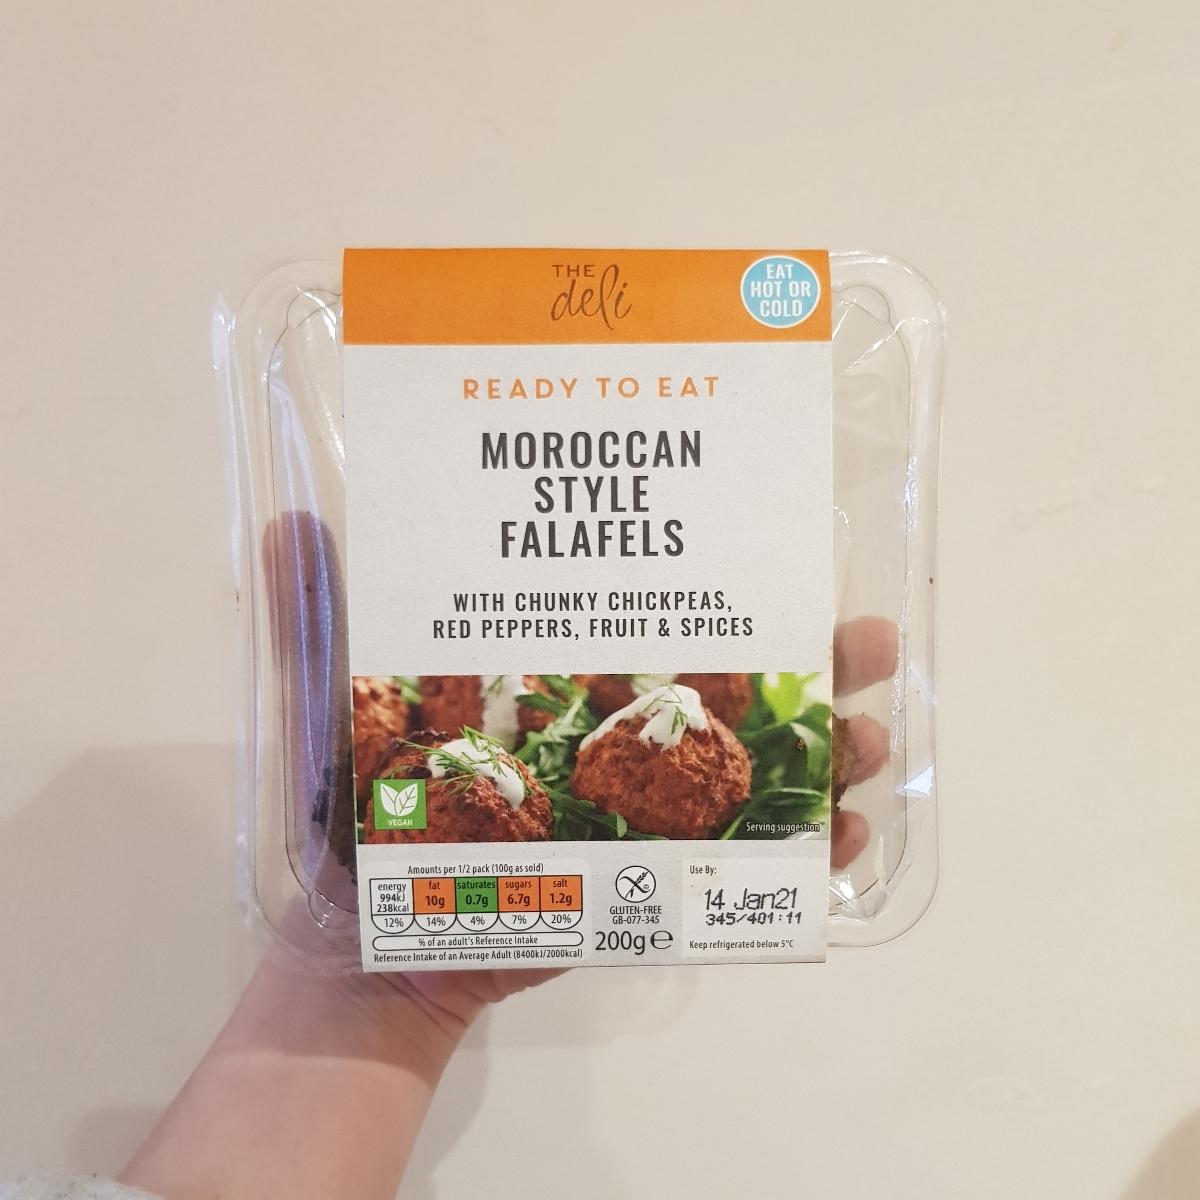 THE
deli
EAT
HOT OR
COLD
READY TO EAT
MOROCCAN
STYLE
FALAFELS
WITH CHUNKY CHICKPEAS,
RED PEPPERS, FRUIT & SPICES
VEGAN
Serving suggestion
Amounts per 1/2 pack (100g as sold)
energy
994kJ
238kcal
12%
fat
10g
14%
saturates
0.7g
4%
sugars
6.7g
7%
salt
1.2g
20%
% of an adult's Reference Intake
Reference Intake of an Average Adult (8400kJ/2000kcal)
GLUTEN-FREE
GB-077-345
200g e
Use By:
14 Jan21
345/401:11
Keep refrigerated below 5°C